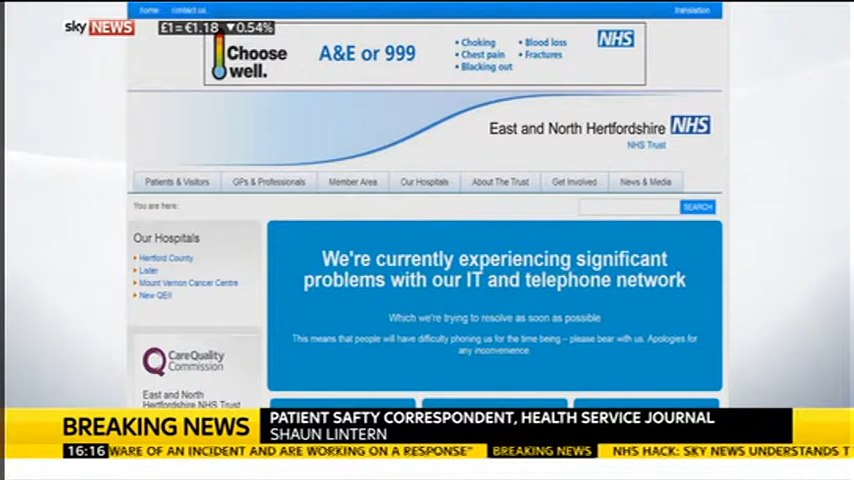 home contact us translation
sky NEWS £1=€1.18 ▼0.54%
Choose well.
A&E or 999
• Choking • Blood loss
• Chest pain • Fractures
• Blacking out
NHS
East and North Hertfordshire NHS
NHS Trust
Patients & Visitors GPs & Professionals Member Area Our Hospitals About The Trust Get Involved News & Media
You are here: SEARCH
Our Hospitals
Hertford County
Lister
Mount Vernon Cancer Centre
New QEII
We're currently experiencing significant
problems with our IT and telephone network
Which we're trying to resolve as soon as possible
This means that people will have difficulty phoning us for the time being – please bear with us. Apologies for
any inconvenience.
CareQuality
Commission
East and North
Hertfordshire NHS Trust
BREAKING NEWS
PATIENT SAFTY CORRESPONDENT, HEALTH SERVICE JOURNAL
SHAUN LINTERN
16:16 WARE OF AN INCIDENT AND ARE WORKING ON A RESPONSE" BREAKING NEWS NHS HACK: SKY NEWS UNDERSTANDS T